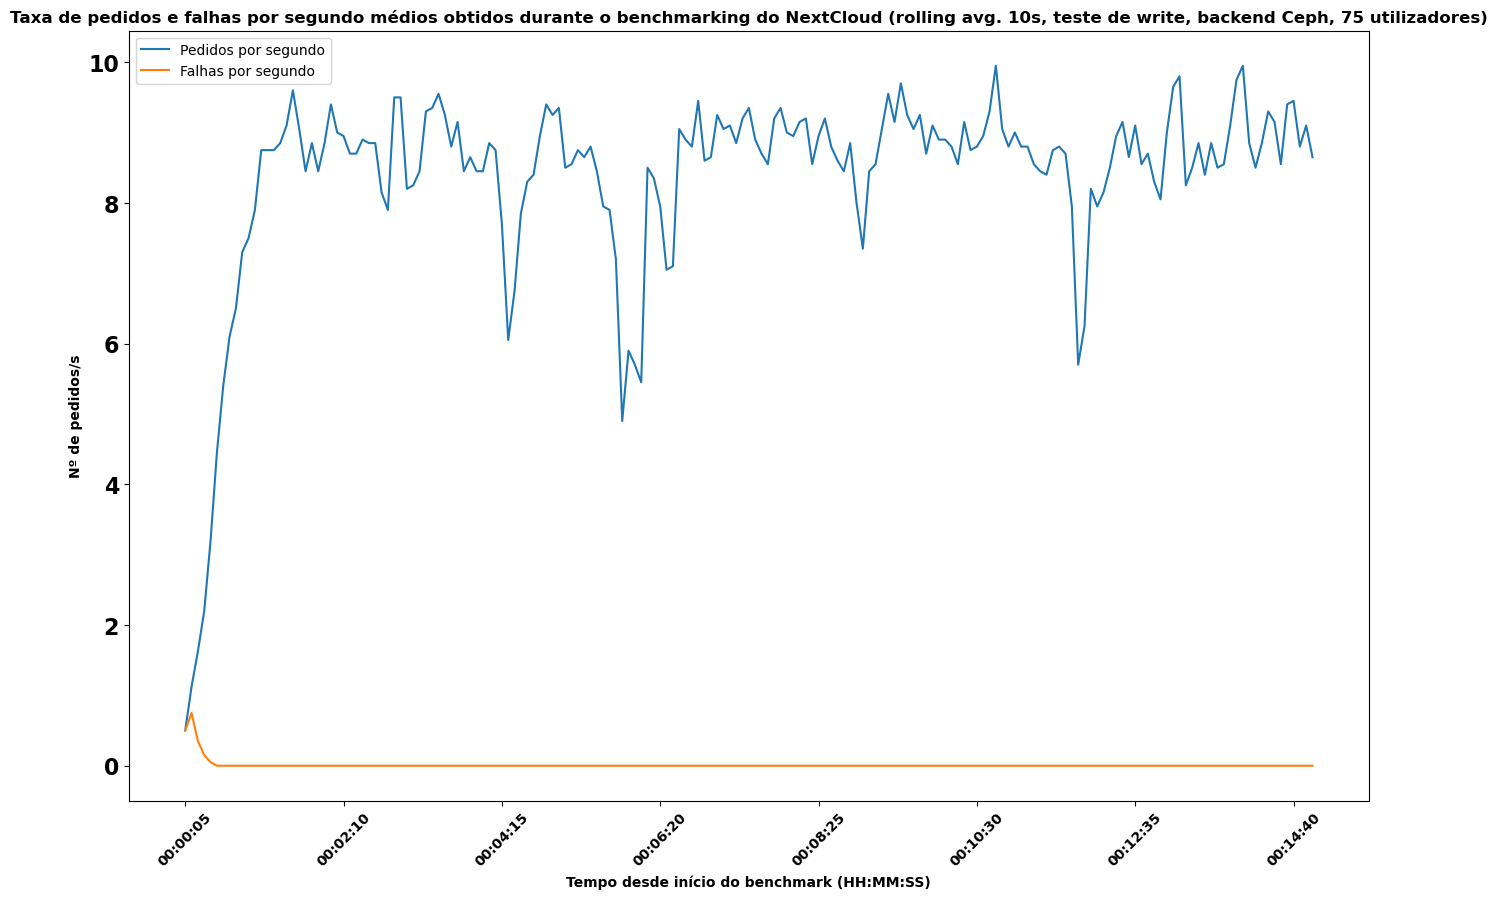 Taxa de pedidos e falhas por segundo médios obtidos durante o benchmarking do NextCloud (rolling avg. 10s, teste de write, backend Ceph, 75 utilizadores)
Pedidos por segundo
Falhas por segundo
10
8
6
4
2
0
Nº de pedidos/s
00:00:05
00:02:10
00:04:15
00:06:20
00:08:25
00:10:30
00:12:35
00:14:40
Tempo desde início do benchmark (HH:MM:SS)